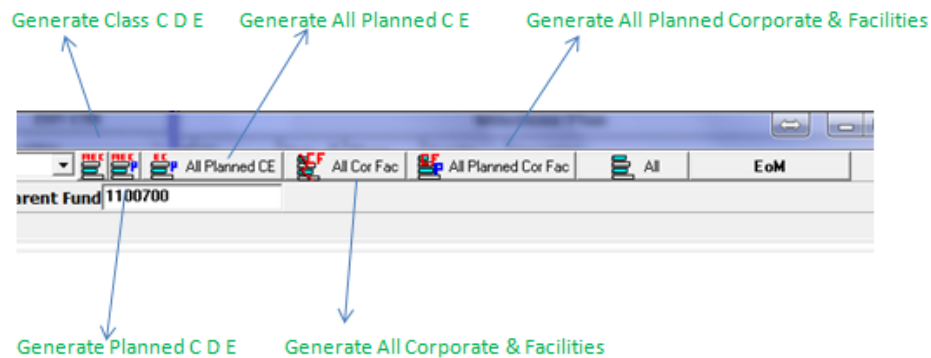 Generate Class C D E
Generate All Planned C E
Generate All Planned Corporate & Facilities
All Planned CE
All Cor Fac
All Planned Cor Fac
All
EoM
arent Fund 1100700
Generate Planned C D E
Generate All Corporate & Facilities